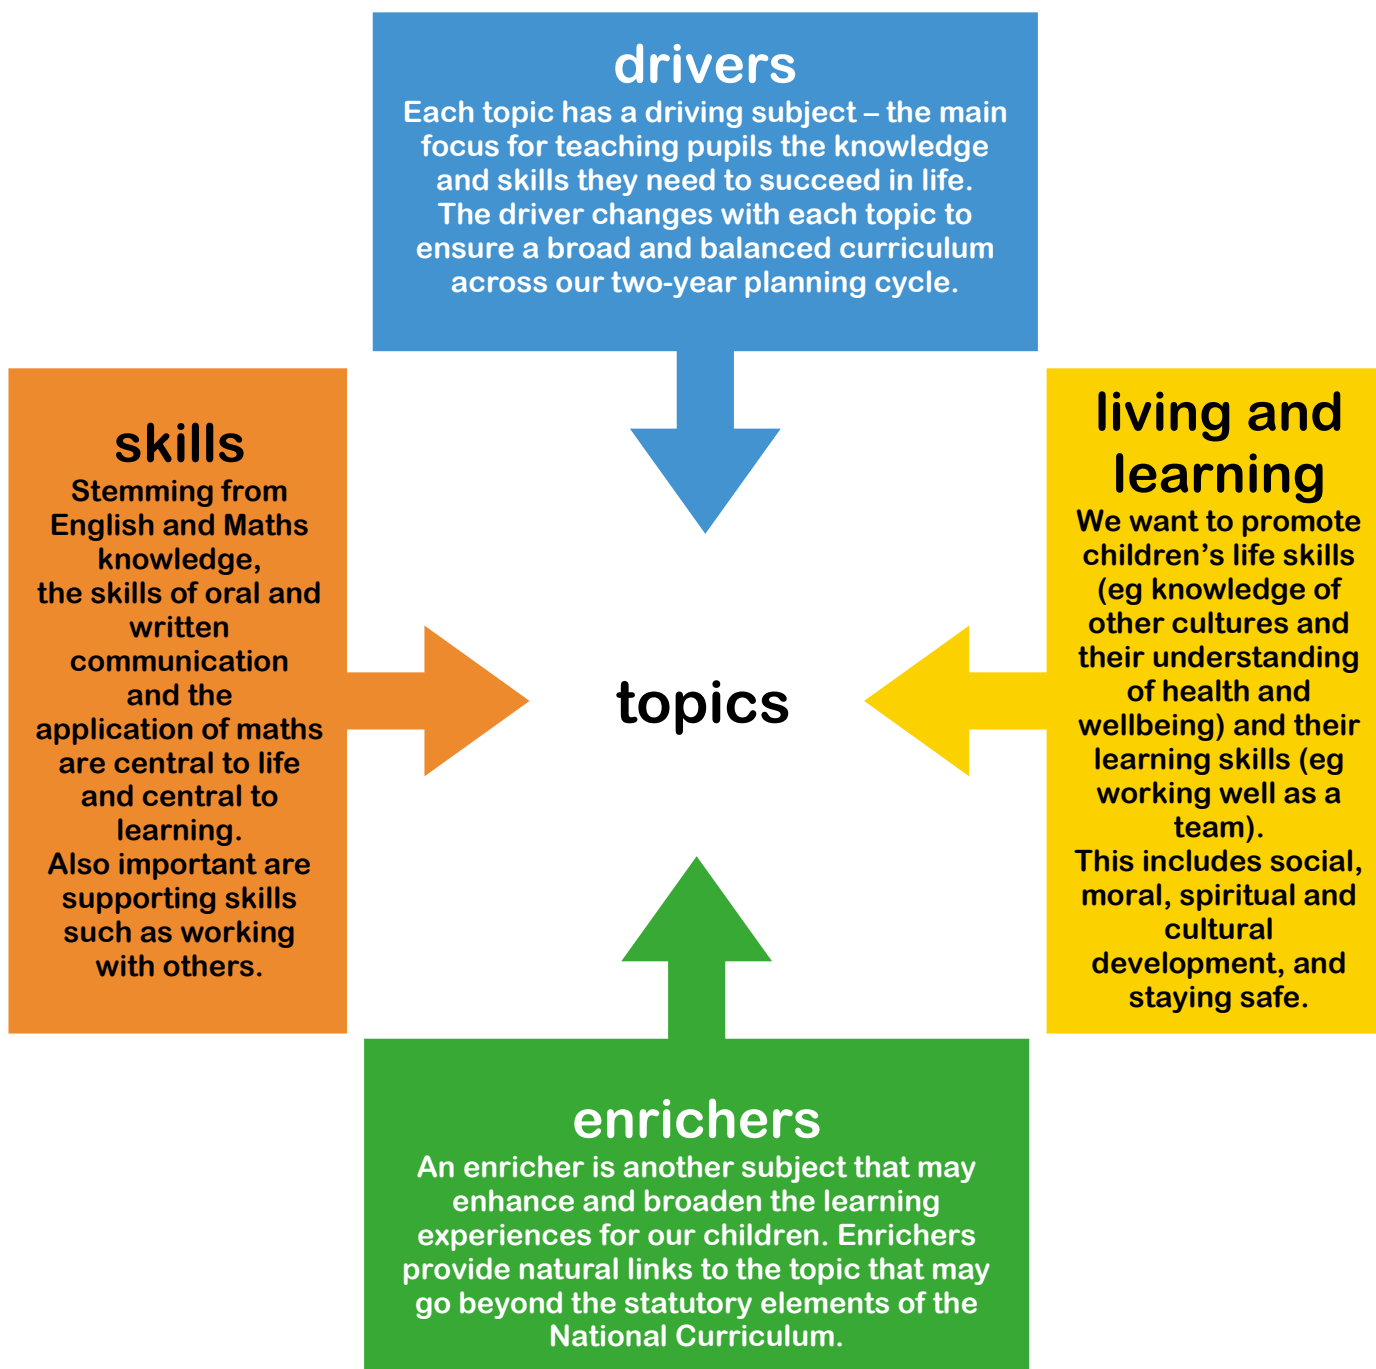 drivers
Each topic has a driving subject – the main
focus for teaching pupils the knowledge
and skills they need to succeed in life.
The driver changes with each topic to
ensure a broad and balanced curriculum
across our two-year planning cycle.
skills
Stemming from
English and Maths
knowledge,
the skills of oral and
written
communication
and the
application of maths
are central to life
and central to
learning.
Also important are
supporting skills
such as working
with others.
topics
living and
learning
We want to promote
children’s life skills
(eg knowledge of
other cultures and
their understanding
of health and
wellbeing) and their
learning skills (eg
working well as a
team).
This includes social,
moral, spiritual and
cultural
development, and
staying safe.
enrichers
An enricher is another subject that may
enhance and broaden the learning
experiences for our children. Enrichers
provide natural links to the topic that may
go beyond the statutory elements of the
National Curriculum.